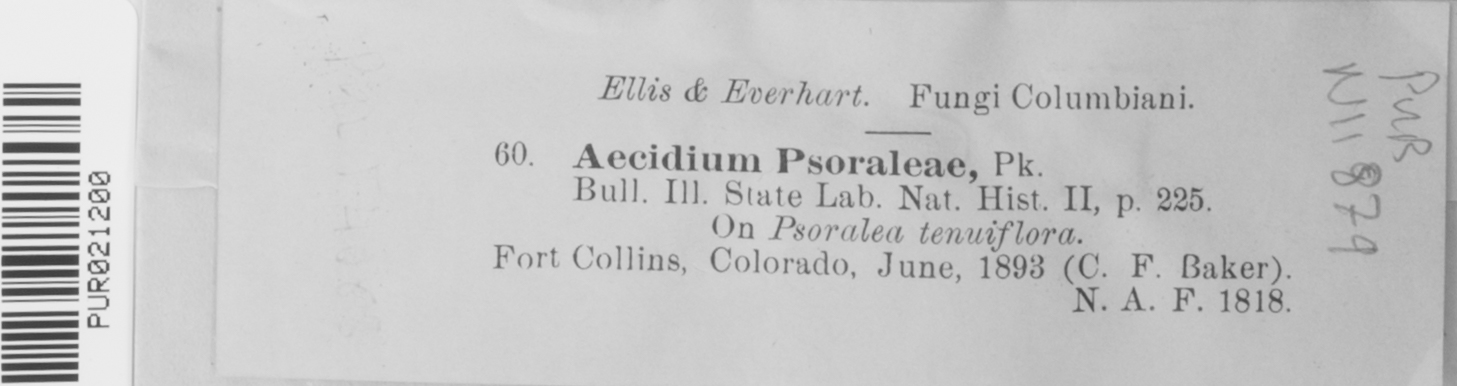 PUR021200
Ellis & Everhart. Fungi Columbiani.
60. Aecidium Psoraleae, Pk.
Bull. Ill. State Lab. Nat. Hist. II, p. 225.
On Psoralea tenuiflora.
Fort Collins, Colorado, June, 1893 (C. F. Baker).
N. A. F. 1818.
PUR
N11879